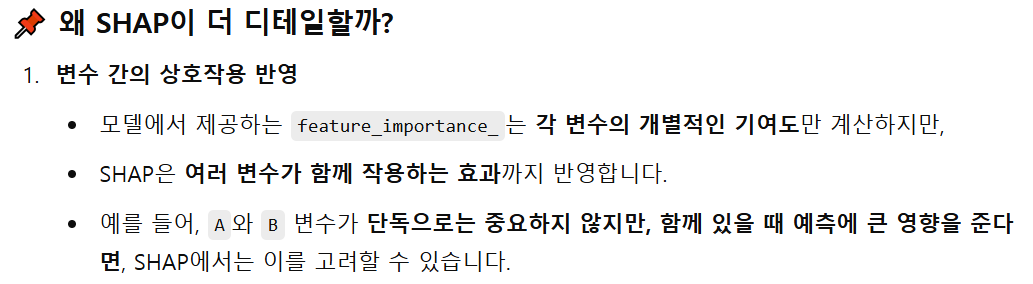 📌 왜 SHAP이 더 디테일할까?
1. 변수 간의 상호작용 반영
• 모델에서 제공하는 feature_importance_ 는 각 변수의 개별적인 기여도만 계산하지만,
• SHAP은 여러 변수가 함께 작용하는 효과까지 반영합니다.
• 예를 들어, A 와 B 변수가 단독으로는 중요하지 않지만, 함께 있을 때 예측에 큰 영향을 준다
면, SHAP에서는 이를 고려할 수 있습니다.